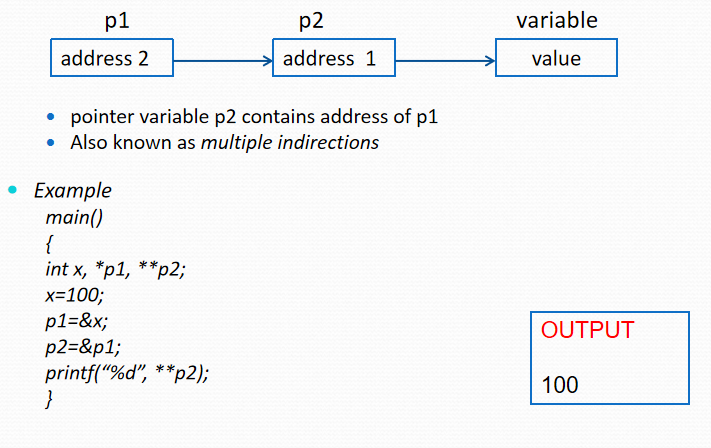 p1 p2 variable
address 2 address 1 value
• pointer variable p2 contains address of p1
• Also known as multiple indirections
• Example
main()
{
int x, *p1, **p2;
x=100;
p1=&x;
p2=&p1;
printf(“%d”, **p2);
}
OUTPUT
100